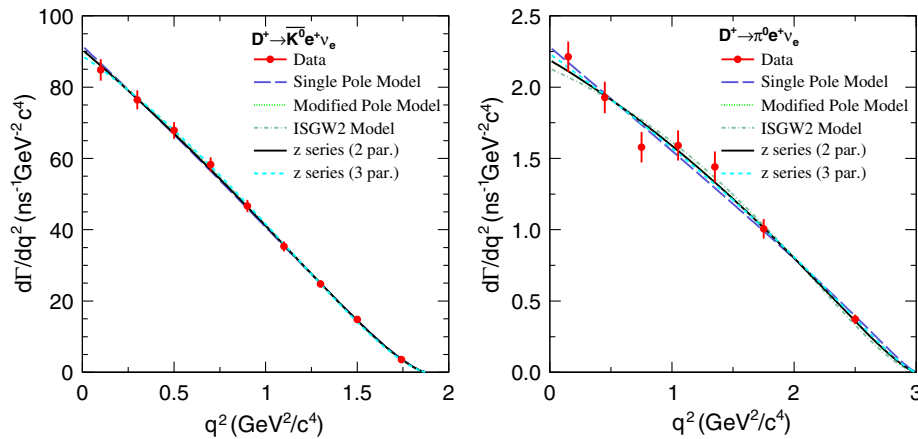 D⁺→K̅⁰e⁺νₑ
Data
Single Pole Model
Modified Pole Model
ISGW2 Model
z series (2 par.)
z series (3 par.)
dΓ/dq² (ns⁻¹GeV⁻²c⁴)
100
80
60
40
20
0
0 0.5 1 1.5 2
q² (GeV²/c⁴)
D⁺→π⁰e⁺νₑ
Data
Single Pole Model
Modified Pole Model
ISGW2 Model
z series (2 par.)
z series (3 par.)
dΓ/dq² (ns⁻¹GeV⁻²c⁴)
2.5
2.0
1.5
1.0
0.5
0.0
0 1 2 3
q² (GeV²/c⁴)